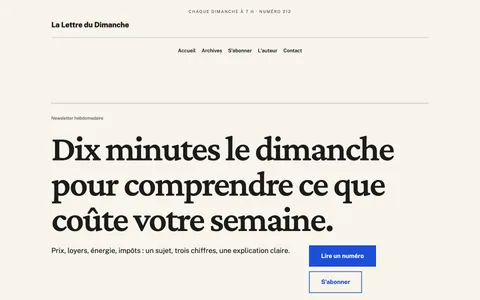 CHAQUE DIMANCHE À 7 H · NUMÉRO 212
La Lettre du Dimanche
Accueil Archives S'abonner L'auteur Contact
Newsletter hebdomadaire
Dix minutes le dimanche
pour comprendre ce que
coûte votre semaine.
Prix, loyers, énergie, impôts : un sujet, trois chiffres, une explication claire.
Lire un numéro
S'abonner